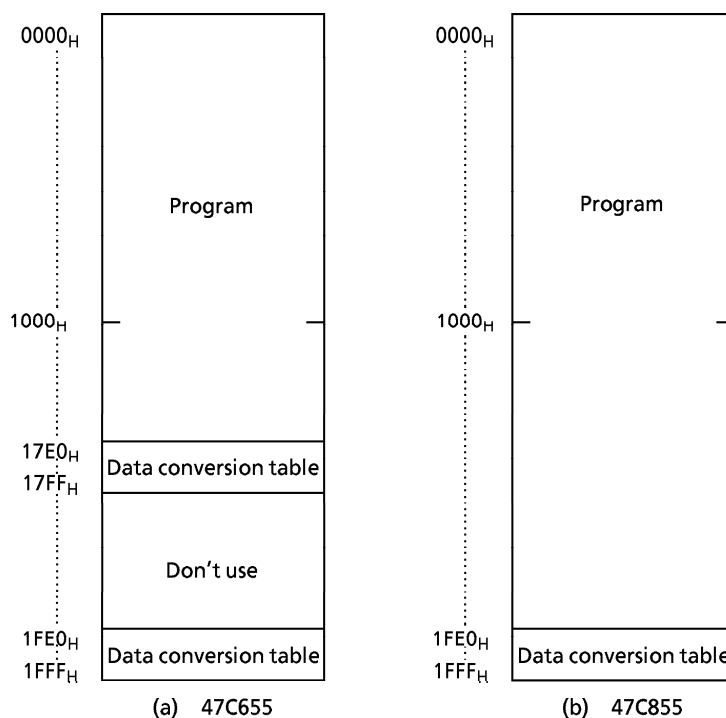 0000H
Program
1000H
17E0H
Data conversion table
17FFH
Don't use
1FE0H
Data conversion table
1FFFH
(a) 47C655
0000H
Program
1000H
1FE0H
Data conversion table
1FFFH
(b) 47C855